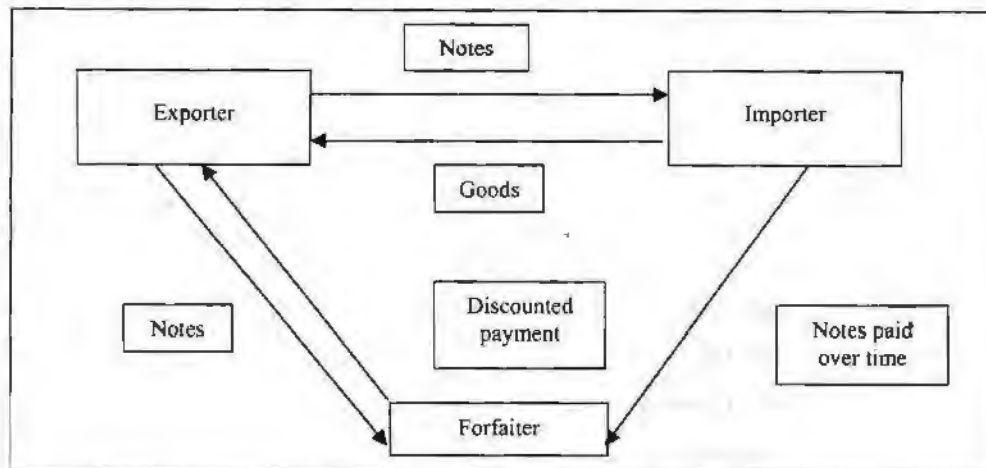 Notes
Exporter
Importer
Goods
Discounted
payment
Notes
Notes paid
over time
Forfaiter